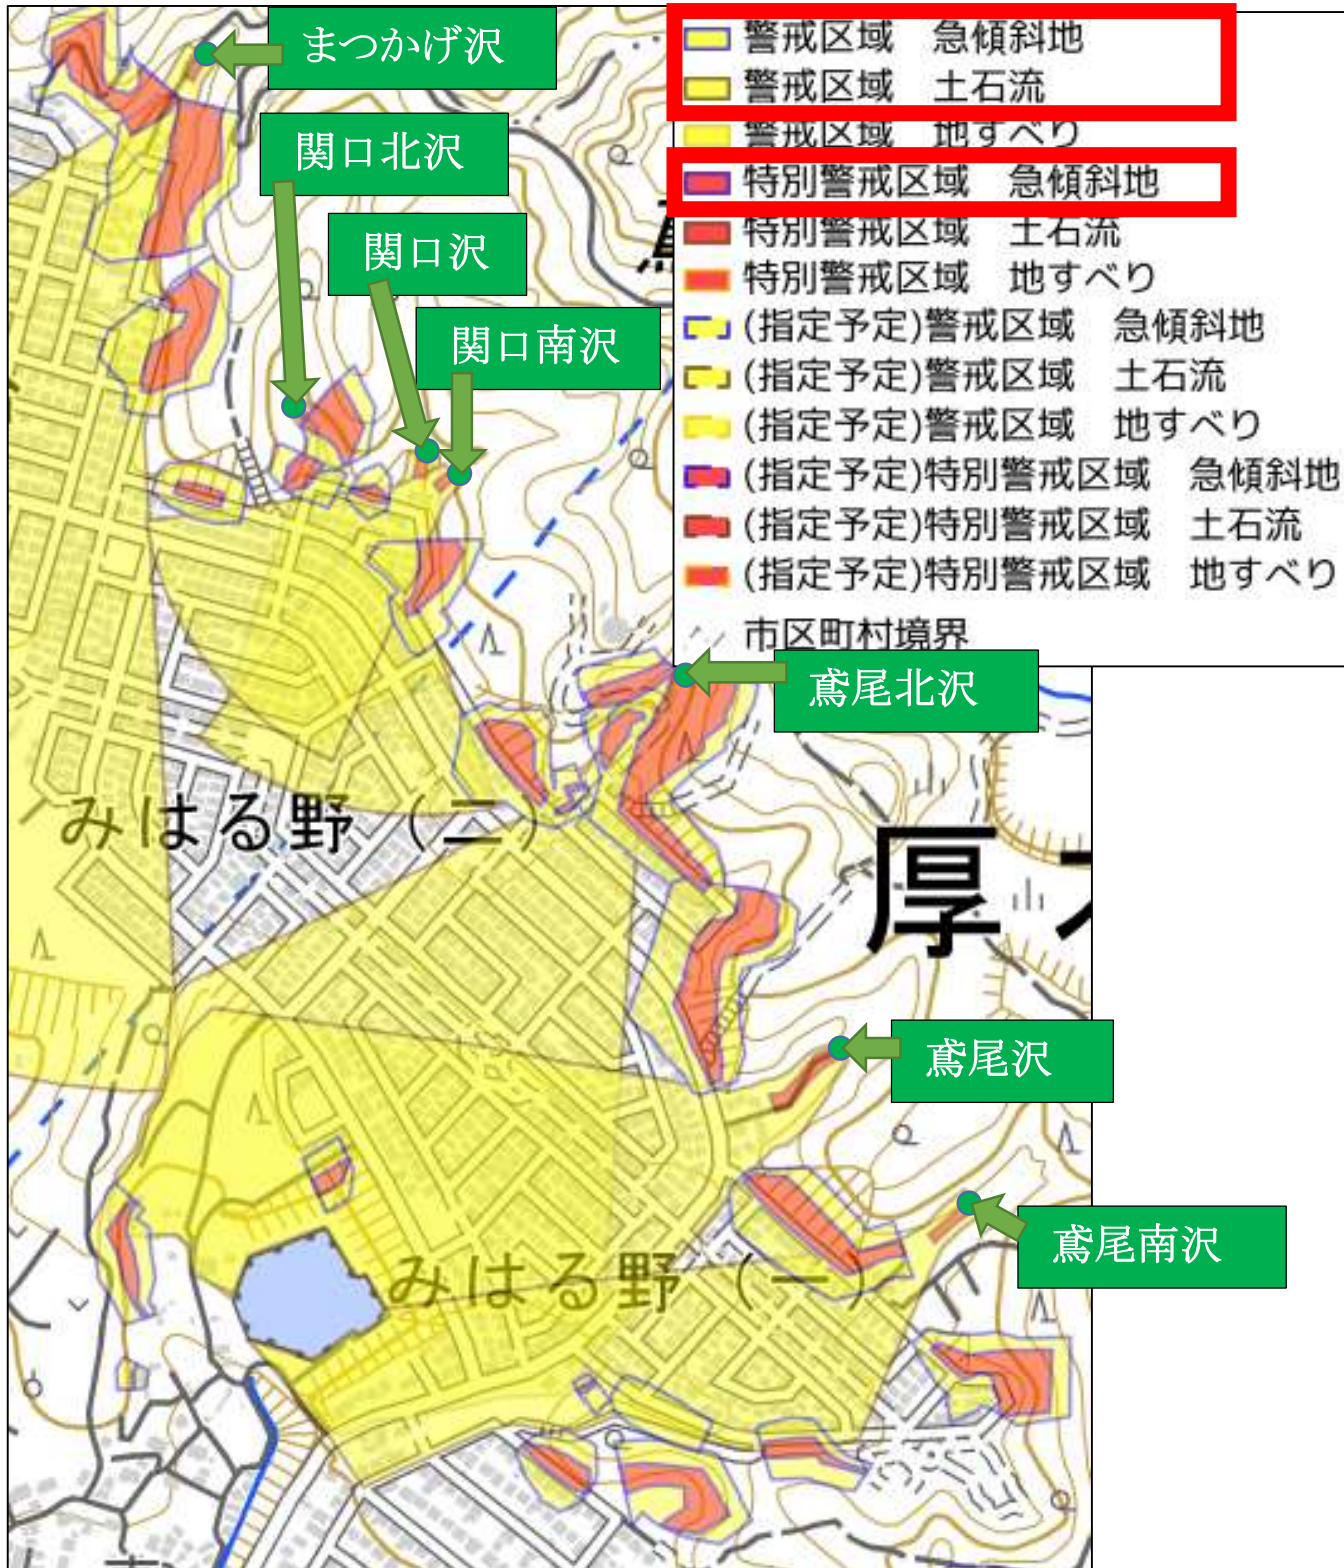 まつかげ沢
関口北沢
関口沢
関口南沢
警戒区域　急傾斜地
警戒区域　土石流
警戒区域　地すべり
特別警戒区域　急傾斜地
特別警戒区域　土石流
特別警戒区域　地すべり
(指定予定)警戒区域　急傾斜地
(指定予定)警戒区域　土石流
(指定予定)警戒区域　地すべり
(指定予定)特別警戒区域　急傾斜地
(指定予定)特別警戒区域　土石流
(指定予定)特別警戒区域　地すべり
市区町村境界
鳶尾北沢
みはる野（二）
厚
鳶尾沢
鳶尾南沢
みはる野（一）